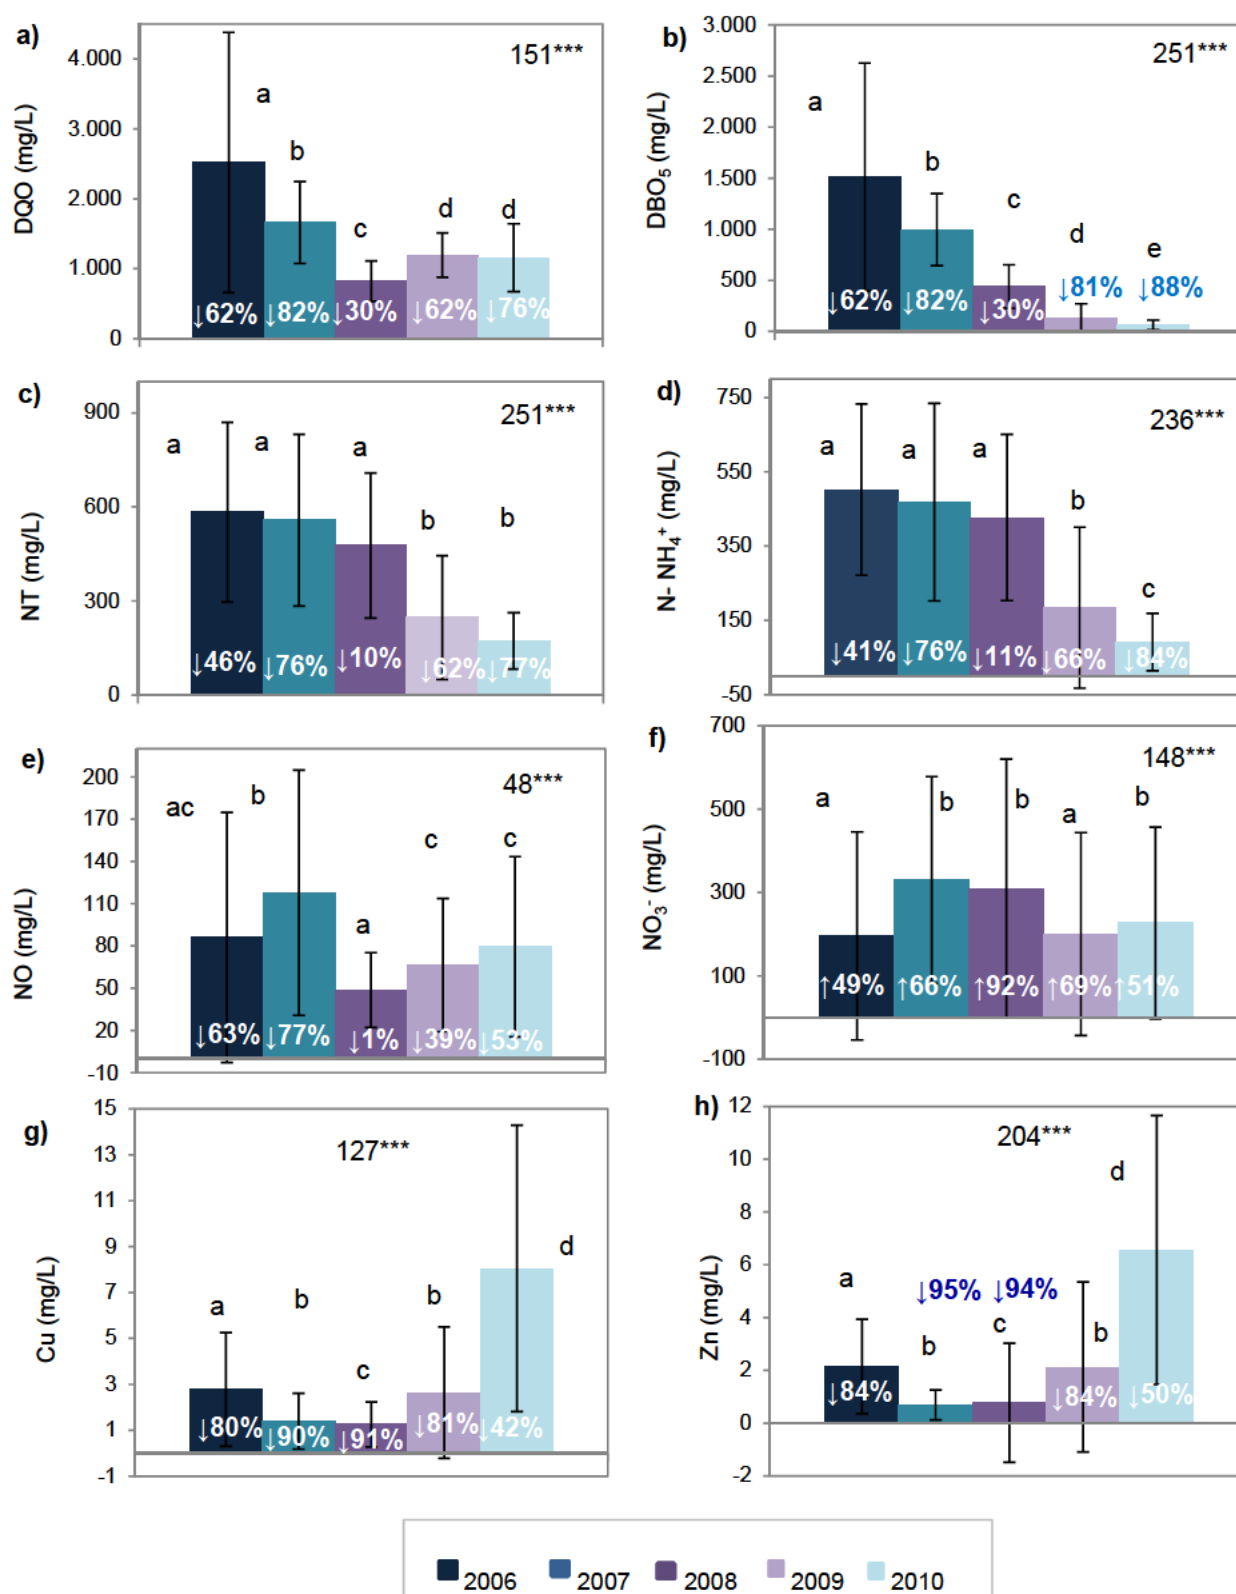 a)
151***
4.000
3.000
2.000
1.000
0
DQO (mg/L)
a
b
c
d
d
↓62%
↓82%
↓30%
↓62%
↓76%
b)
251***
3.000
2.500
2.000
1.500
1.000
500
0
DBO5 (mg/L)
a
b
c
d
e
↓62%
↓82%
↓30%
↓81%
↓88%
c)
251***
900
600
300
0
NT (mg/L)
a
a
a
b
b
↓46%
↓76%
↓10%
↓62%
↓77%
d)
236***
750
550
350
150
-50
N- NH4+ (mg/L)
a
a
a
b
c
↓41%
↓76%
↓11%
↓66%
↓84%
e)
48***
200
170
140
110
80
50
20
-10
NO (mg/L)
ac
b
a
c
c
↓63%
↓77%
↓1%
↓39%
↓53%
f)
148***
700
500
300
100
-100
NO3- (mg/L)
a
b
b
a
b
↑49%
↑66%
↑92%
↑69%
↑51%
g)
127***
15
13
11
9
7
5
3
1
-1
Cu (mg/L)
a
b
c
b
d
↓80%
↓90%
↓91%
↓81%
↓42%
h)
204***
12
10
8
6
4
2
0
-2
Zn (mg/L)
a
b
c
b
d
↓84%
↓95%
↓94%
↓84%
↓50%
2006
2007
2008
2009
2010